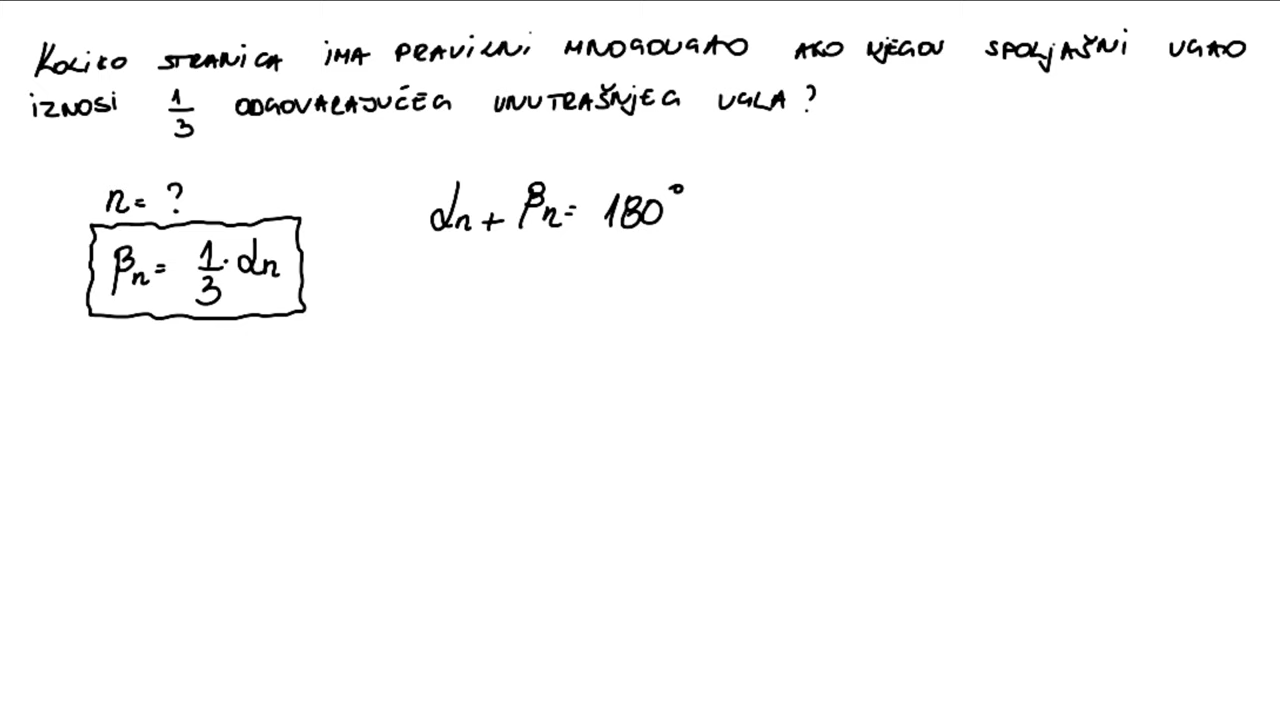 KOLIKO STRANICA IMA PRAVILNI MNOGOUGAO AKO NJEGOV SPOLJAŠNI UGAO
IZNOSI 1/3 ODGOVARAJUĆEG UNUTRAŠNJEG UGLA?
n = ?
βn = 1/3 · αn
αn + βn = 180°